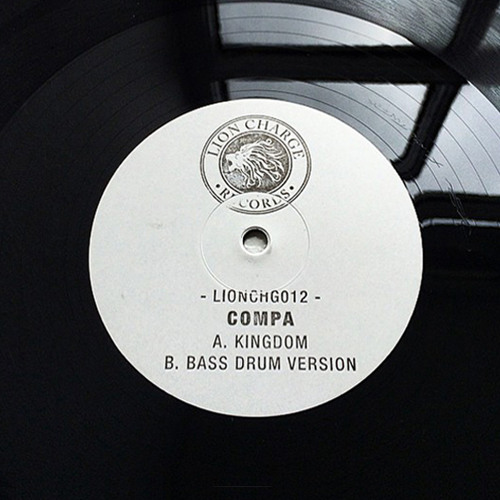 LION CHARGE
• RECORDS •
- LIONCHG012 -
COMPA
A. KINGDOM
B. BASS DRUM VERSION